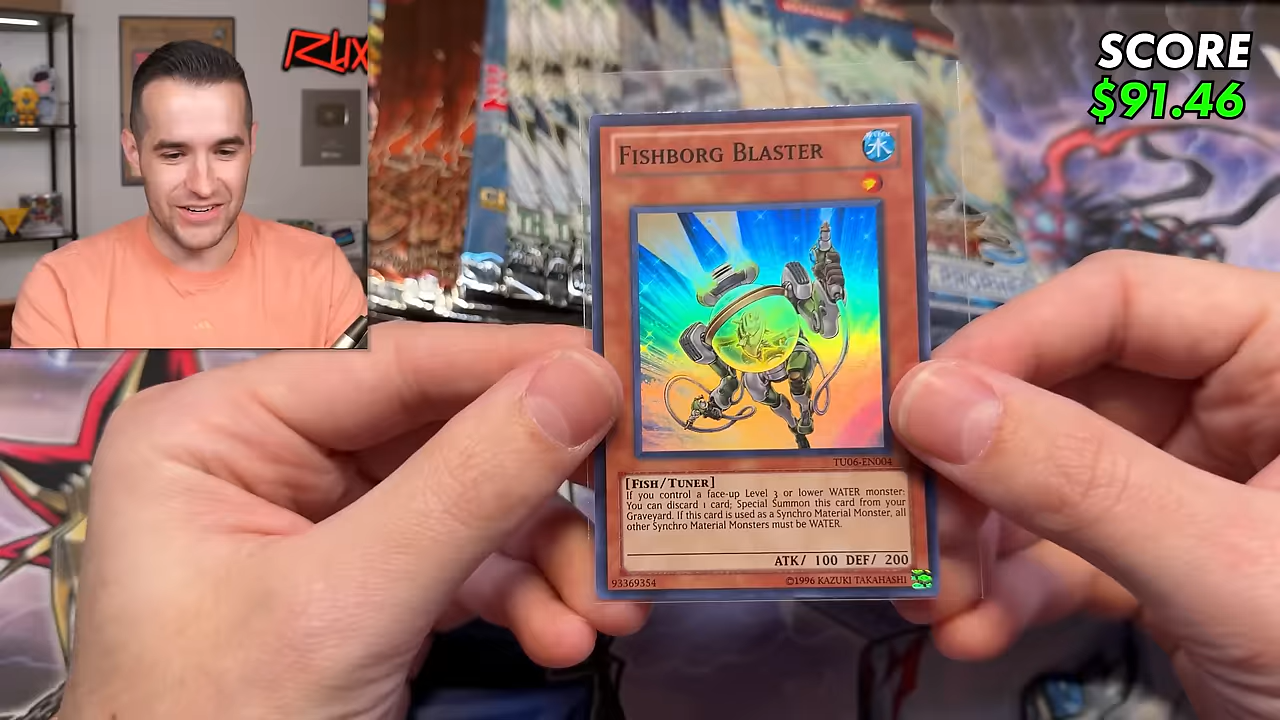 SCORE
$91.46
FISHBORG BLASTER
水
TU06-EN004
[FISH/TUNER]
If you control a face-up Level 3 or lower WATER monster:
You can discard 1 card; Special Summon this card from your
Graveyard. If this card is used as a Synchro Material Monster, all
other Synchro Material Monsters must be WATER.
ATK/ 100 DEF/ 200
93369354
©1996 KAZUKI TAKAHASHI